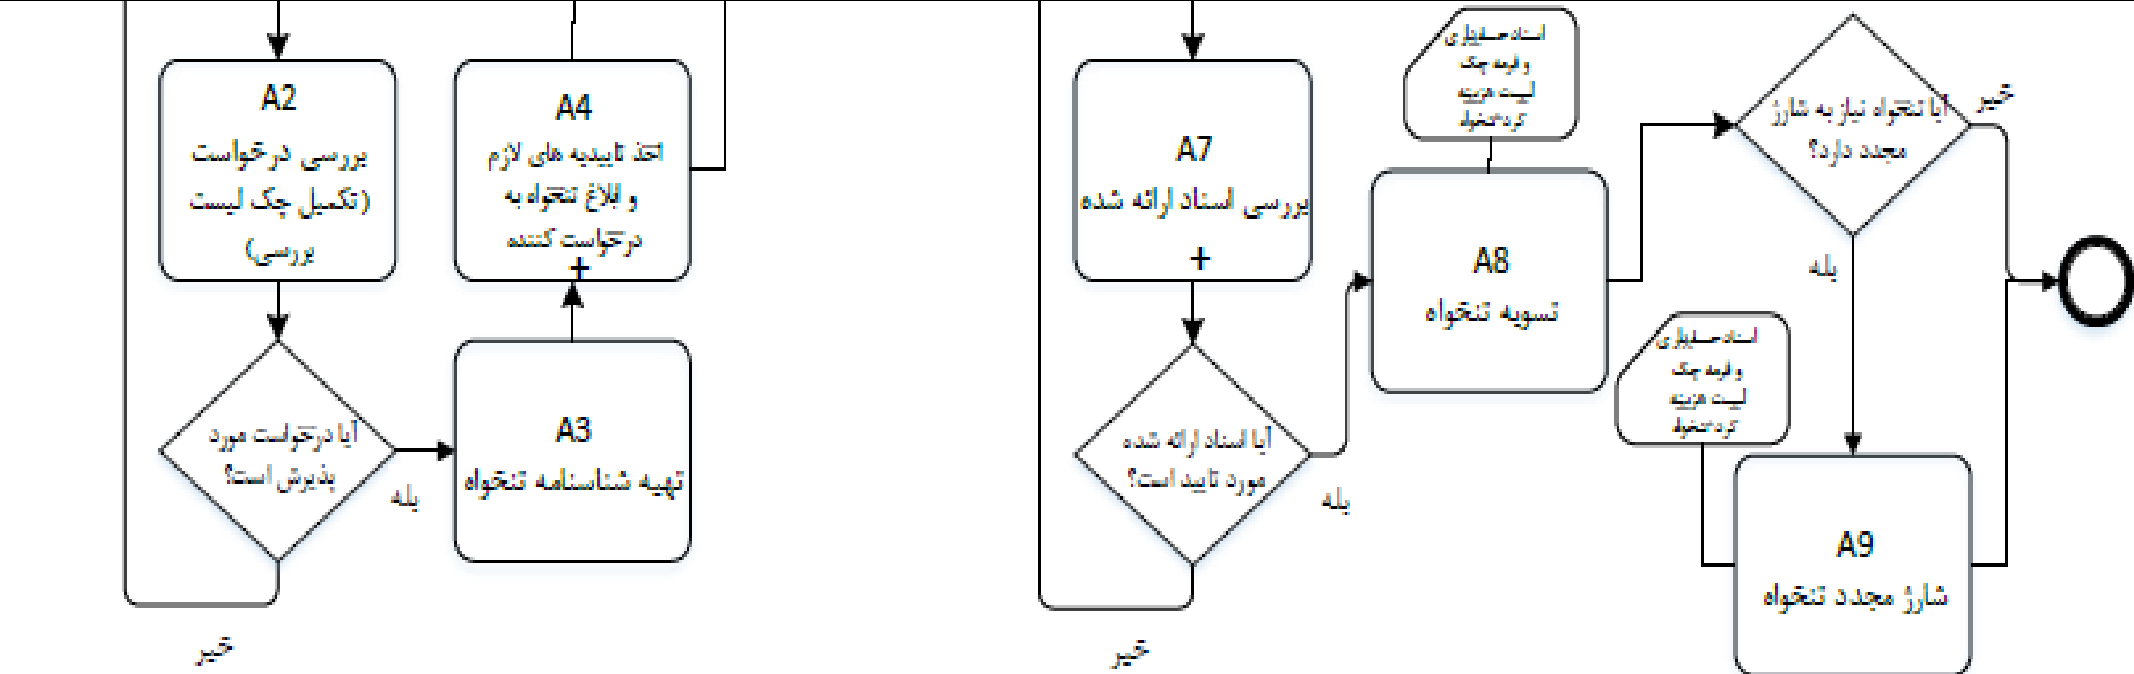 A2
بررسی درخواست
(تکمیل چک لیست
بررسی)
آیا درخواست مورد
پذیرش است؟
بله
خیر
A3
تهیه شناسنامه تنخواه
A4
اخذ تاییدیه های لازم
و ابلاغ تنخواه به
درخواست کننده
+
A7
بررسی اسناد ارائه شده
+
آیا اسناد ارائه شده
مورد تایید است؟
بله
خیر
اسناد حسابداری
و فرمه چک
لیست هزینه
کرد تنخواه
A8
تسویه تنخواه
آیا تنخواه نیاز به شارژ
مجدد دارد؟
خیر
بله
اسناد حسابداری
و فرمه چک
لیست هزینه
کرد تنخواه
A9
شارژ مجدد تنخواه